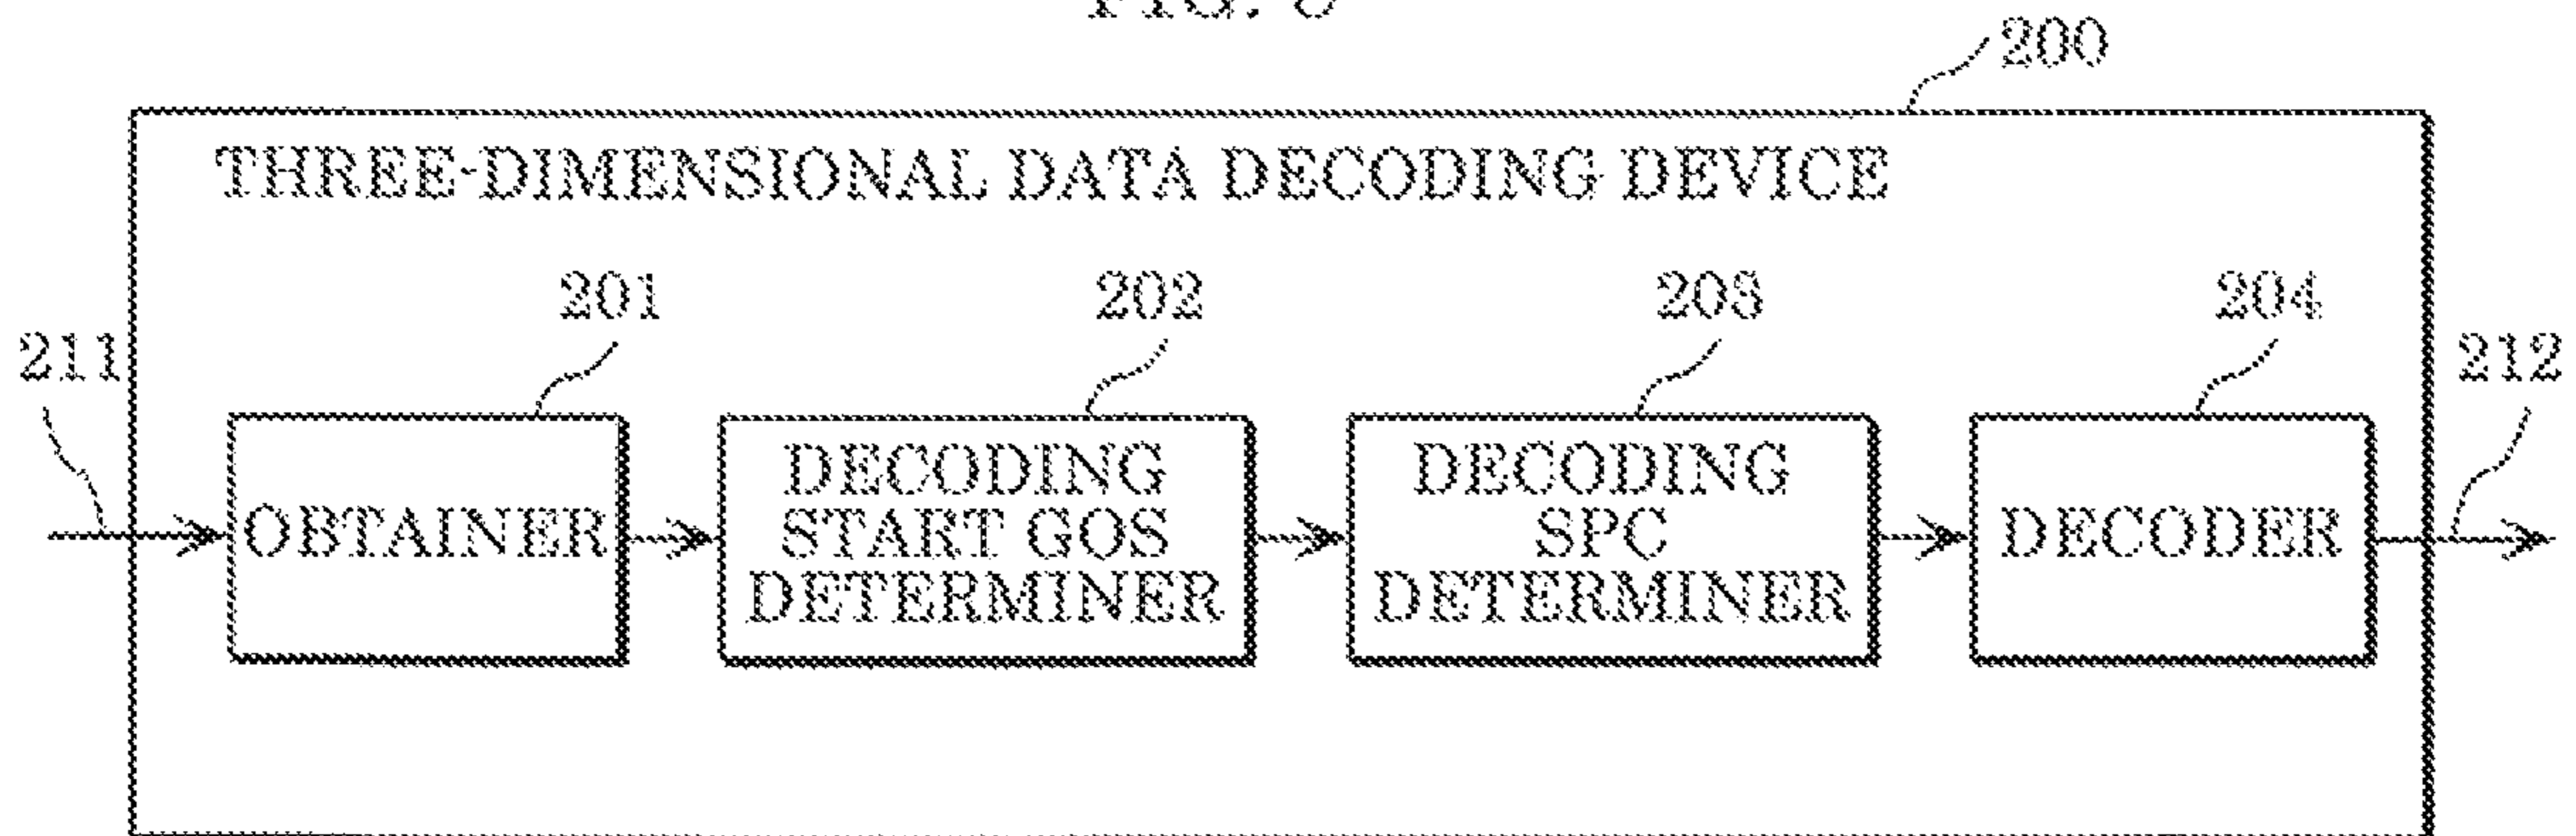 200
THREE-DIMENSIONAL DATA DECODING DEVICE
201
202
203
204
211
212
OBTAINER
DECODING
START GOS
DETERMINER
DECODING
SPC
DETERMINER
DECODER